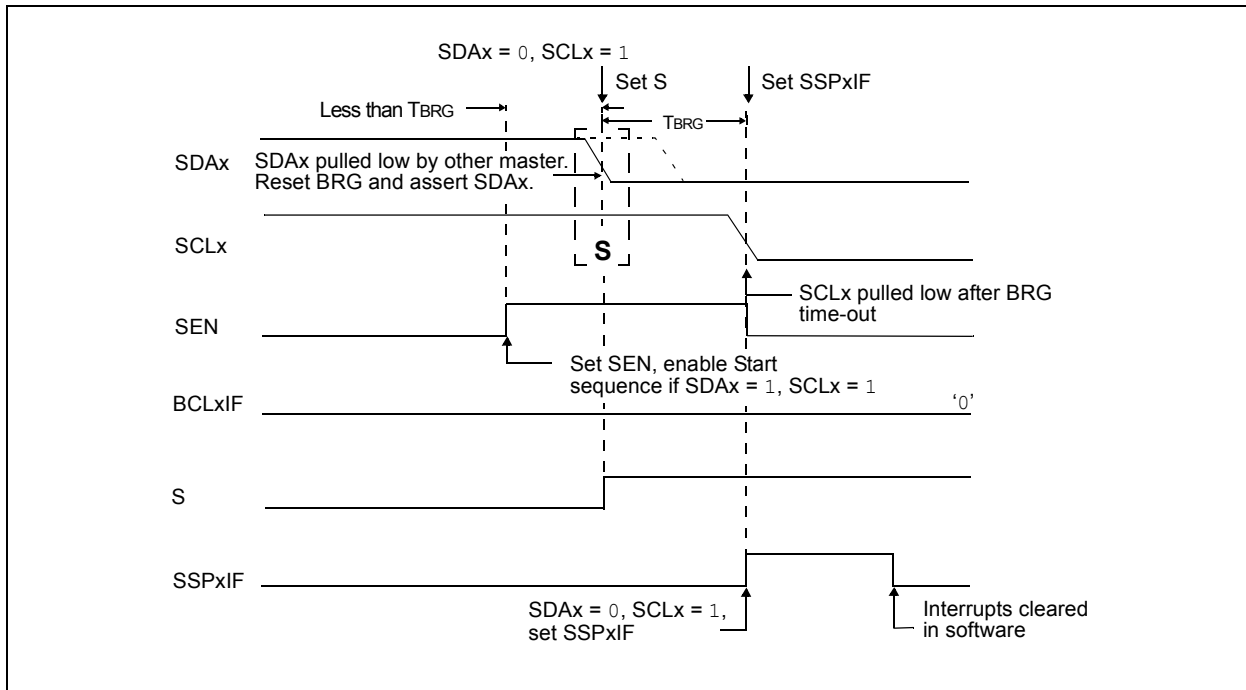 SDAx = 0, SCLx = 1
Set S
Set SSPxIF
Less than TBRG
TBRG
SDAx
SDAx pulled low by other master.
Reset BRG and assert SDAx.
SCLx
S
SCLx pulled low after BRG
time-out
SEN
Set SEN, enable Start
sequence if SDAx = 1, SCLx = 1
BCLxIF
‘0’
S
SSPxIF
SDAx = 0, SCLx = 1,
set SSPxIF
Interrupts cleared
in software